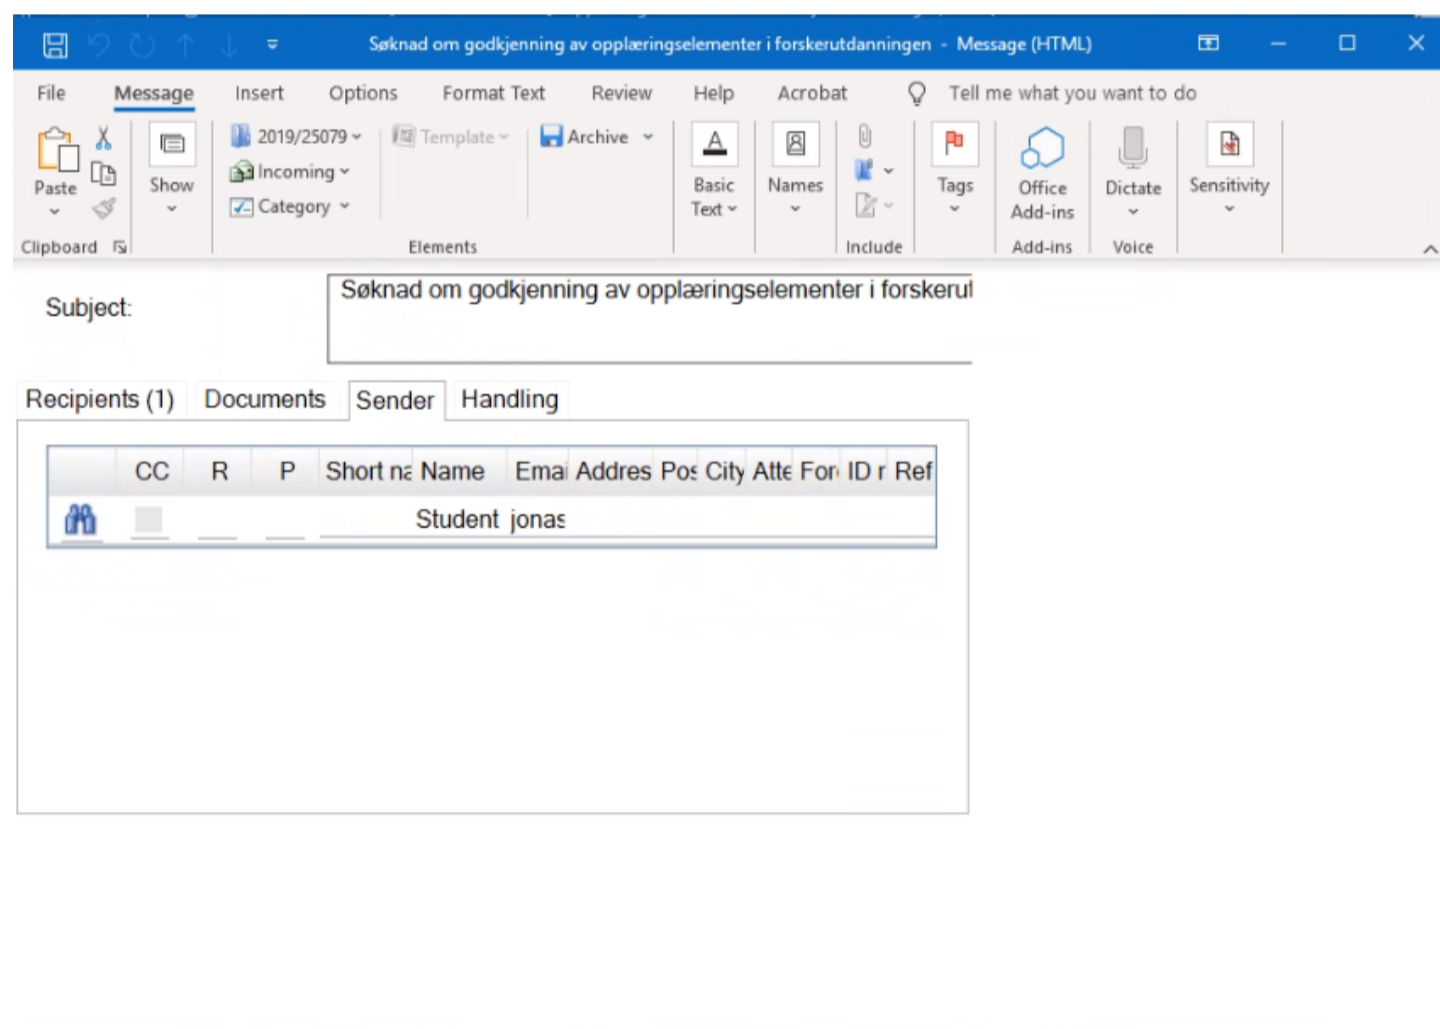 Søknad om godkjenning av opplæringselementer i forskerutdanningen - Message (HTML)
File Message Insert Options Format Text Review Help Acrobat Tell me what you want to do
2019/25079 Template Archive
Incoming
Category
Paste Show Basic Text Names Tags Office Add-ins Dictate Sensitivity
Clipboard Elements Include Add-ins Voice
Subject: Søknad om godkjenning av opplæringselementer i forskerut
Recipients (1) Documents Sender Handling
CC R P Short na Name Emai Addres Pos City Atte For ID r Ref
Student jonas